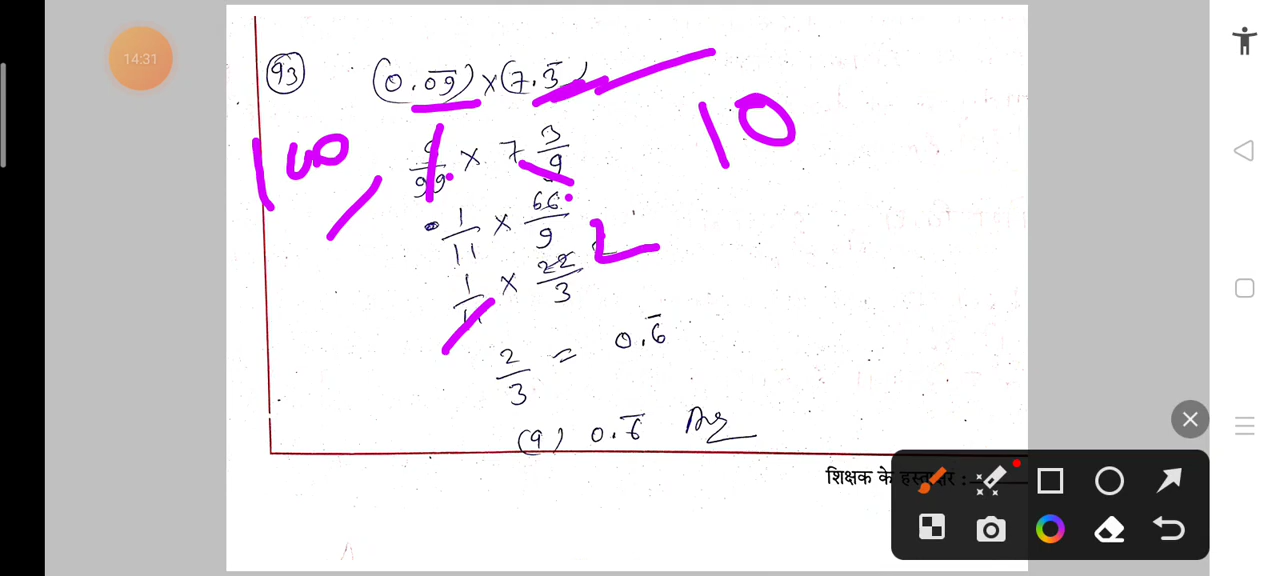 14:31
(93) (0.0̅9̅) × (7.3̅)
9/99 × 7 3/9
100 10
1/11 × 66/9
1/11 × 22/3 2
2/3 = 0.6̅
(a) 0.6̅ Ans
शिक्षक के हस्ताक्षर :